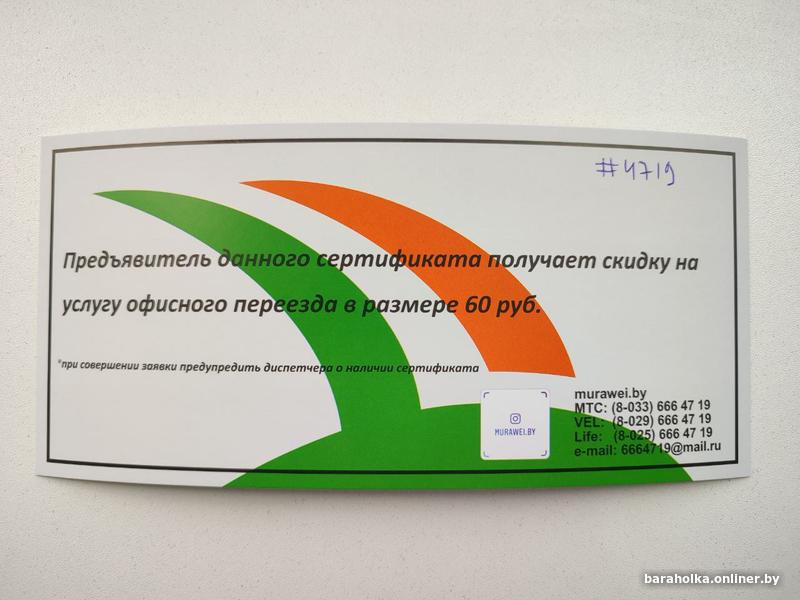 #4719
Предъявитель данного сертификата получает скидку на
услугу офисного переезда в размере 60 руб.
*при совершении заявки предупредить диспетчера о наличии сертификата
MURAWEI.BY
murawei.by
МТС: (8-033) 666 47 19
VEL: (8-029) 666 47 19
Life: (8-025) 666 47 19
e-mail: 6664719@mail.ru
baraholka.onliner.by